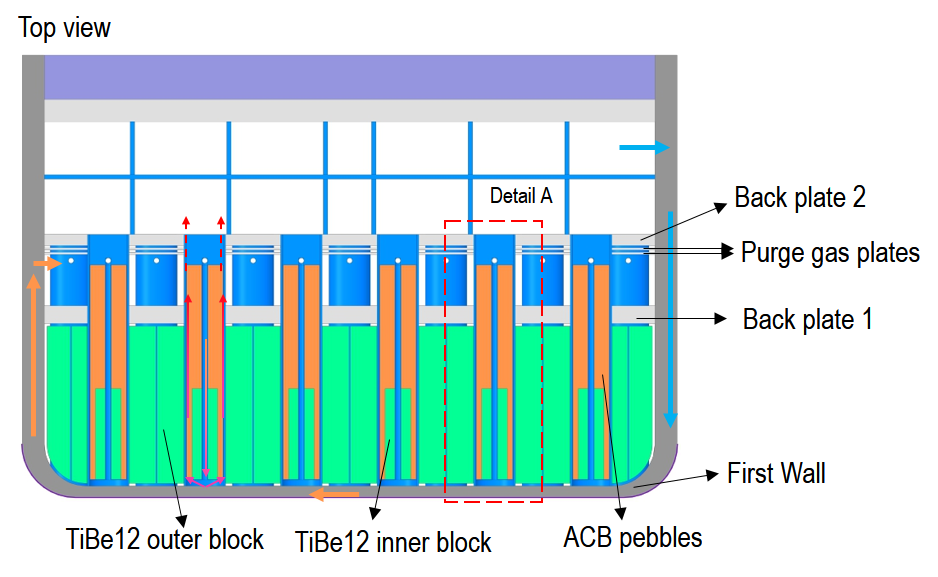 Top view
Detail A
Back plate 2
Purge gas plates
Back plate 1
First Wall
TiBe12 outer block
TiBe12 inner block
ACB pebbles